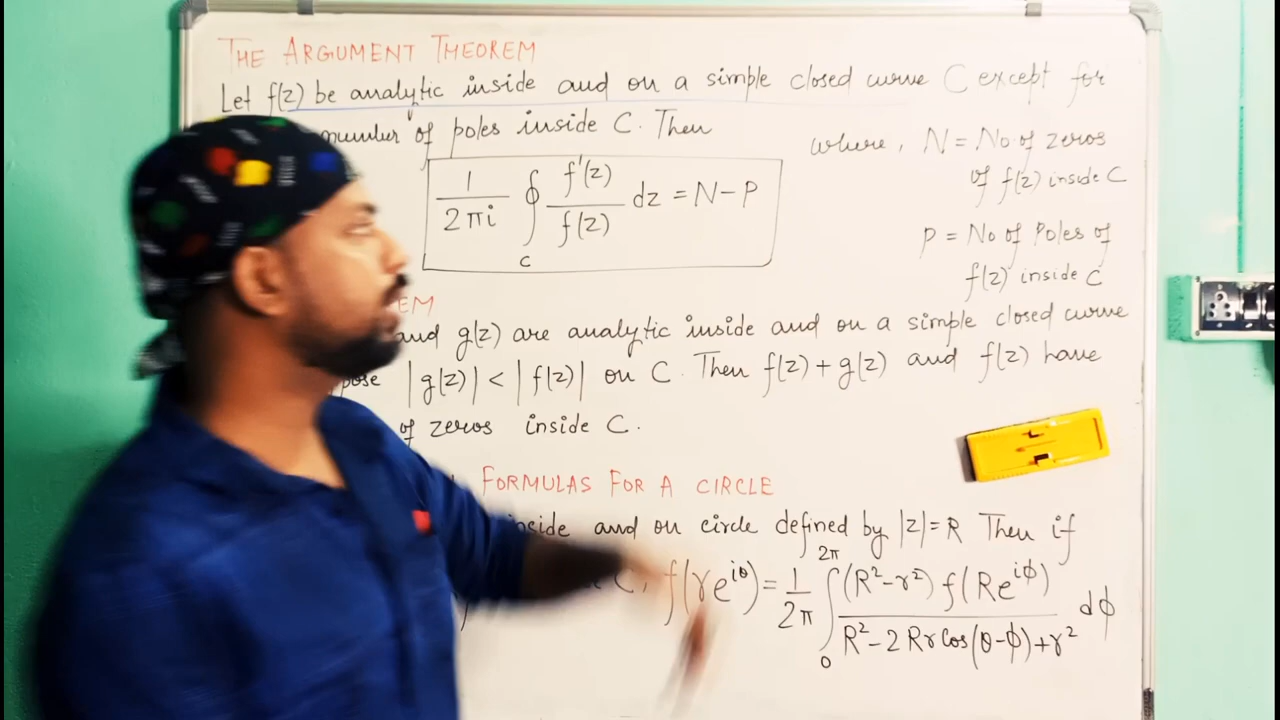 THE ARGUMENT THEOREM
Let f(z) be analytic inside and on a simple closed curve C except for
number of poles inside C. Then
1/2πi ∮_C f'(z)/f(z) dz = N-P
where, N = No of zeros
of f(z) inside C
P = No of Poles of
f(z) inside C
and g(z) are analytic inside and on a simple closed curve
|g(z)| < |f(z)| on C. Then f(z)+g(z) and f(z) have
of zeros inside C.
FORMULAS FOR A CIRCLE
inside and on circle defined by |z|=R Then if
C, f(re^{iθ}) = 1/2π ∫_0^{2π} (R²-r²) f(Re^{iϕ}) / R²-2Rr cos(θ-ϕ)+r² dϕ